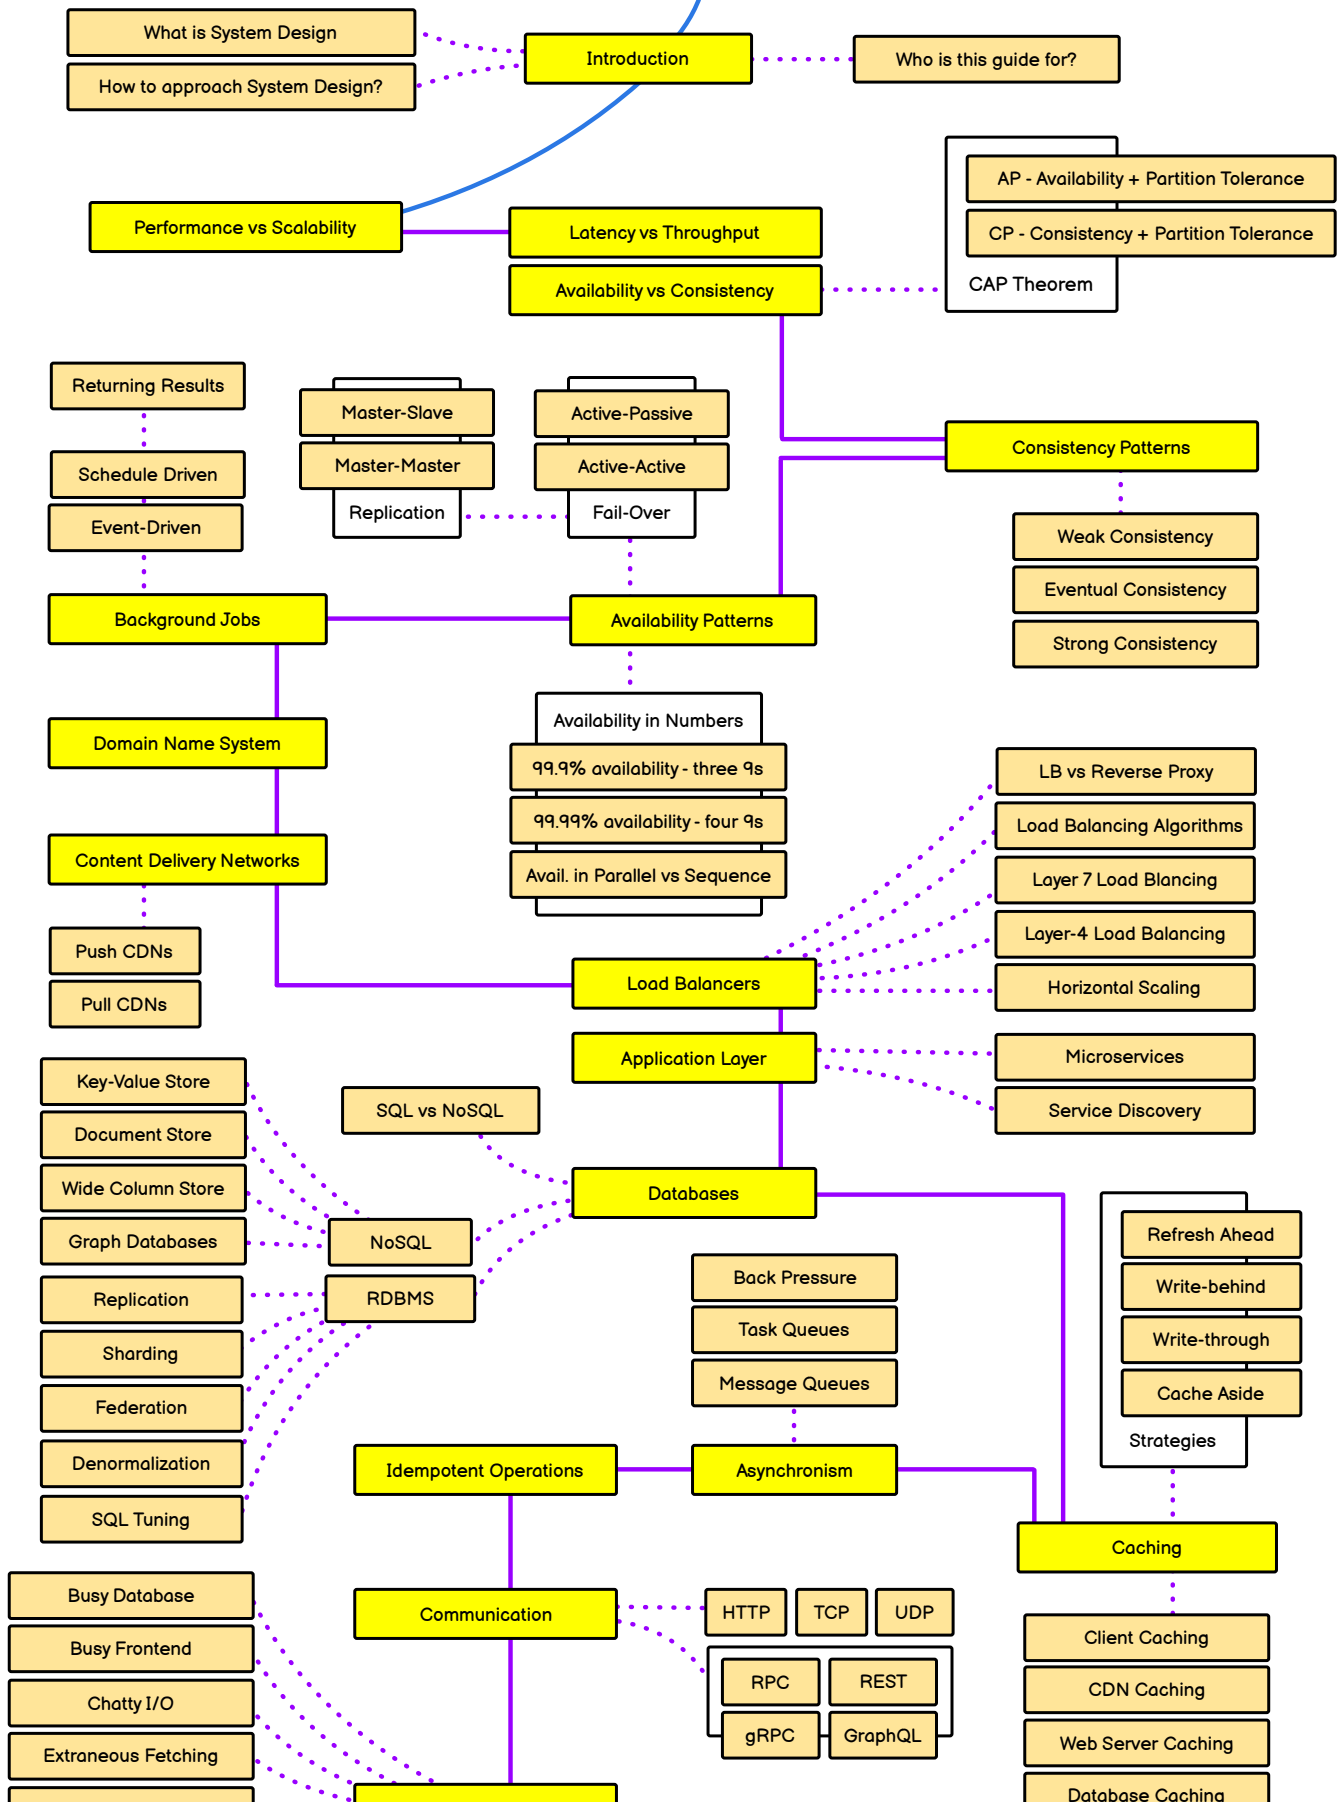 What is System Design
How to approach System Design?
Introduction
Who is this guide for?
AP - Availability + Partition Tolerance
CP - Consistency + Partition Tolerance
CAP Theorem
Performance vs Scalability
Latency vs Throughput
Availability vs Consistency
Returning Results
Schedule Driven
Event-Driven
Master-Slave
Master-Master
Replication
Active-Passive
Active-Active
Fail-Over
Consistency Patterns
Weak Consistency
Eventual Consistency
Strong Consistency
Background Jobs
Availability Patterns
Domain Name System
Availability in Numbers
99.9% availability - three 9s
99.99% availability - four 9s
Avail. in Parallel vs Sequence
Content Delivery Networks
Push CDNs
Pull CDNs
LB vs Reverse Proxy
Load Balancing Algorithms
Layer 7 Load Blancing
Layer-4 Load Balancing
Horizontal Scaling
Load Balancers
Application Layer
Microservices
Service Discovery
Key-Value Store
Document Store
Wide Column Store
Graph Databases
SQL vs NoSQL
Databases
NoSQL
RDBMS
Replication
Sharding
Federation
Denormalization
SQL Tuning
Back Pressure
Task Queues
Message Queues
Refresh Ahead
Write-behind
Write-through
Cache Aside
Strategies
Idempotent Operations
Asynchronism
Caching
Busy Database
Busy Frontend
Chatty I/O
Extraneous Fetching
Communication
HTTP
TCP
UDP
RPC
REST
gRPC
GraphQL
Client Caching
CDN Caching
Web Server Caching
Database Caching